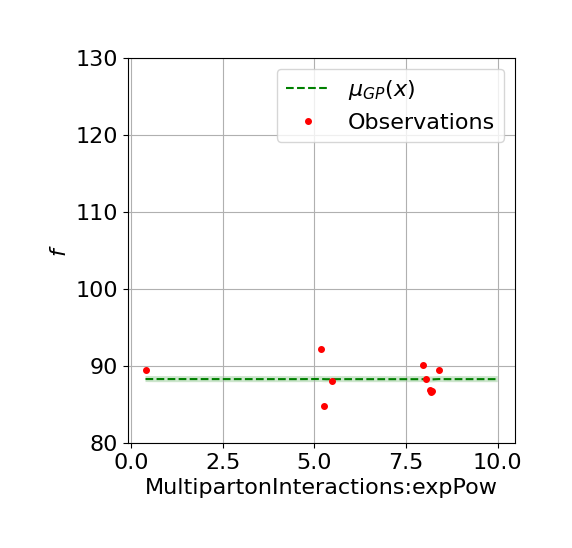 130
120
110
100
90
80
f
μ_GP(x)
Observations
0.0 2.5 5.0 7.5 10.0
MultipartonInteractions:expPow